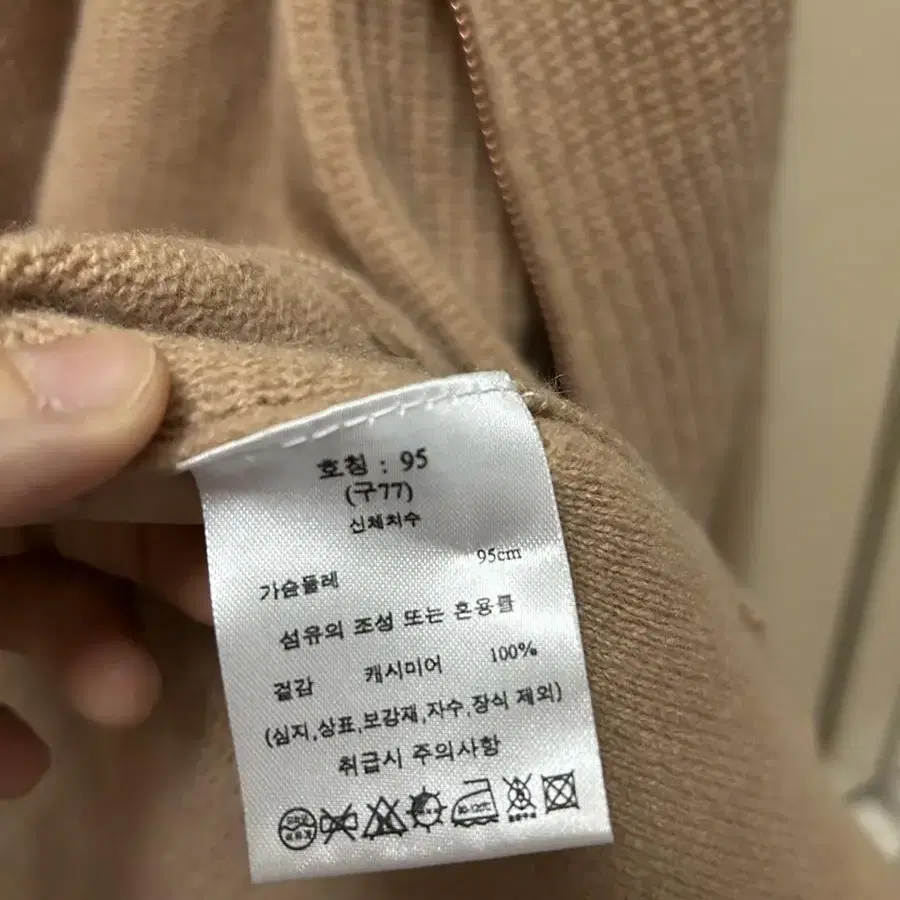 호칭 : 95
(구77)
신체치수
가슴둘레 95cm
섬유의 조성 또는 혼용률
겉감 캐시미어 100%
(심지,상표,보강재,자수,장식 제외)
취급시 주의사항